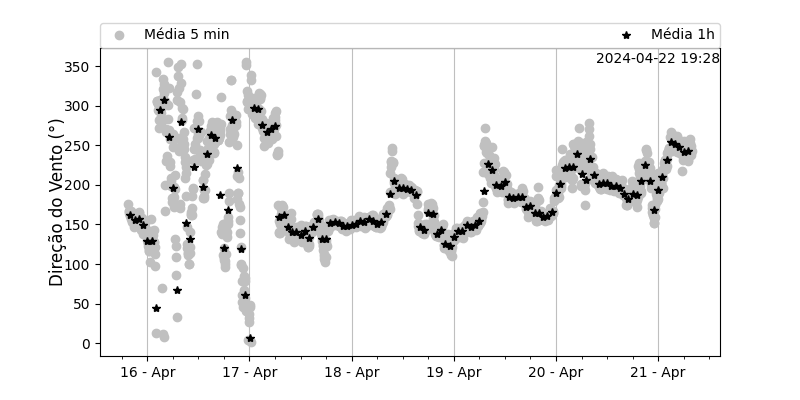 Média 5 min
Média 1h
2024-04-22 19:28
Direção do Vento (°)
350
300
250
200
150
100
50
0
16 - Apr
17 - Apr
18 - Apr
19 - Apr
20 - Apr
21 - Apr